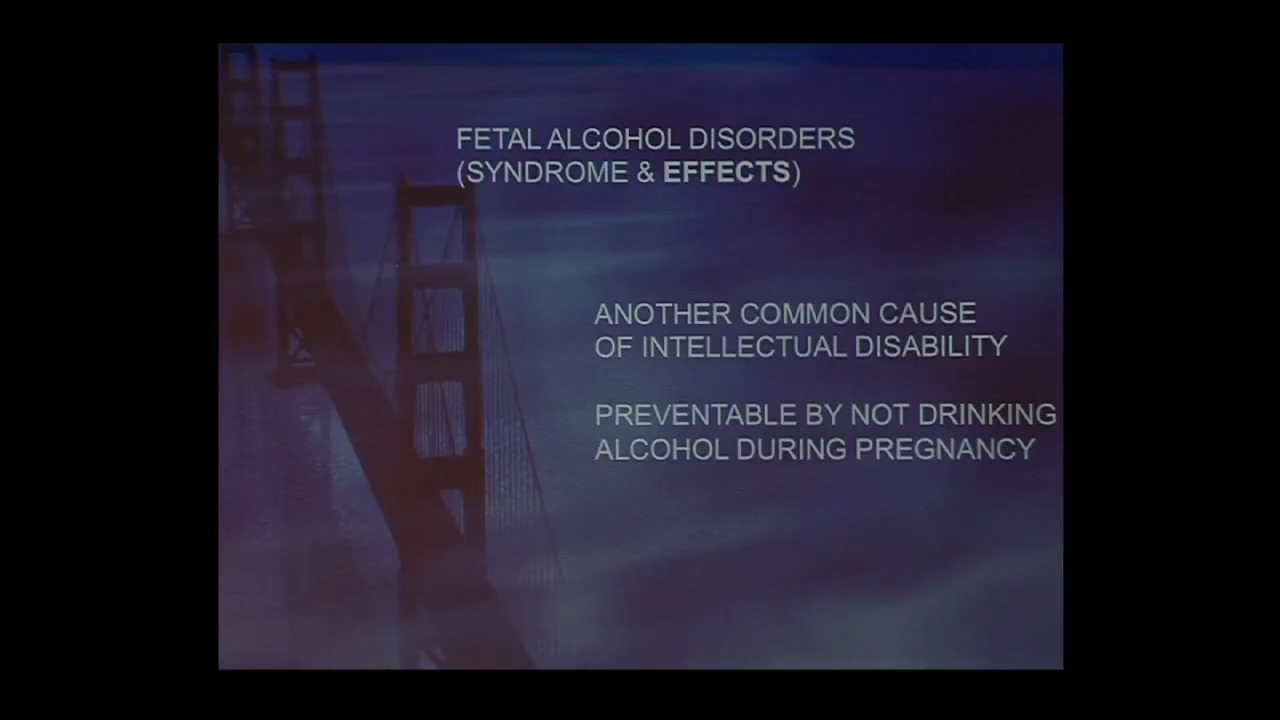 FETAL ALCOHOL DISORDERS
(SYNDROME & EFFECTS)
ANOTHER COMMON CAUSE
OF INTELLECTUAL DISABILITY
PREVENTABLE BY NOT DRINKING
ALCOHOL DURING PREGNANCY